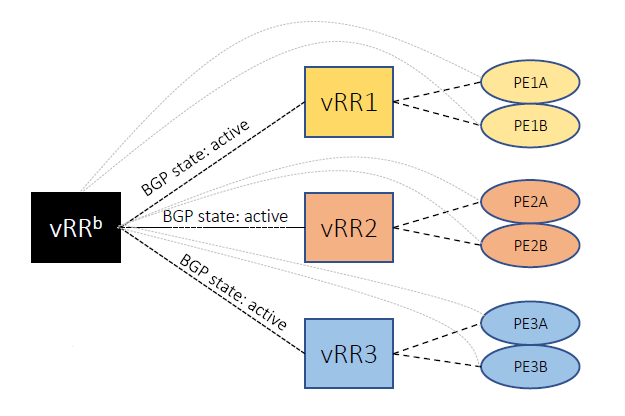 vRR1
PE1A
PE1B
BGP state: active
vRRᵇ
BGP state: active
vRR2
PE2A
PE2B
BGP state: active
vRR3
PE3A
PE3B